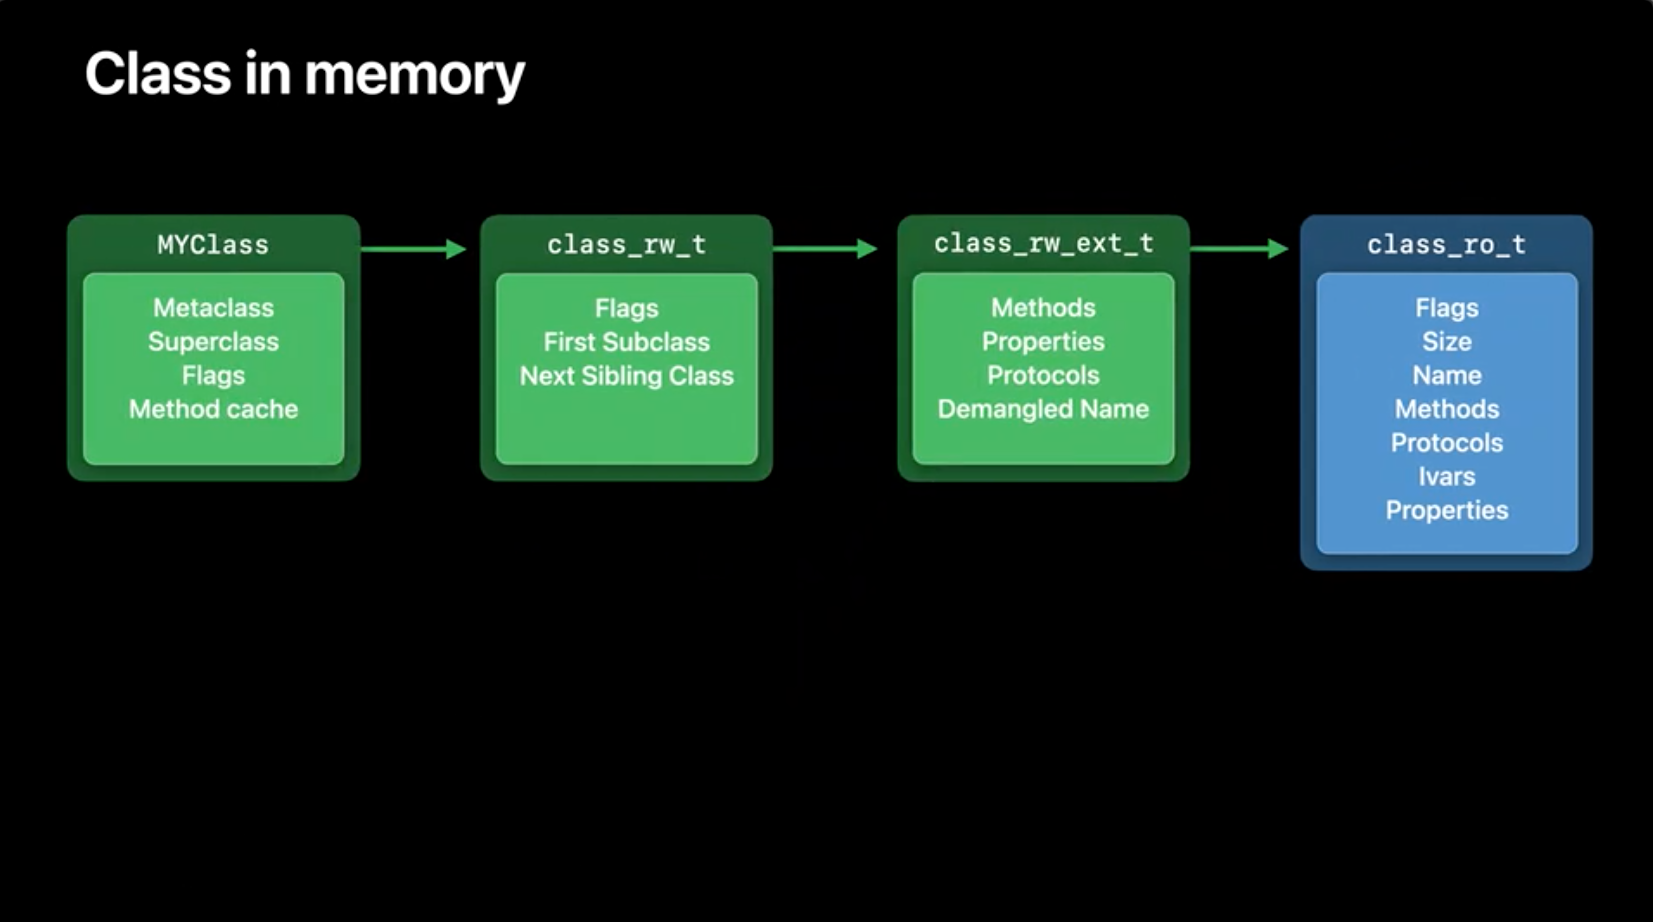 Class in memory
MYClass
Metaclass
Superclass
Flags
Method cache
class_rw_t
Flags
First Subclass
Next Sibling Class
class_rw_ext_t
Methods
Properties
Protocols
Demangled Name
class_ro_t
Flags
Size
Name
Methods
Protocols
Ivars
Properties